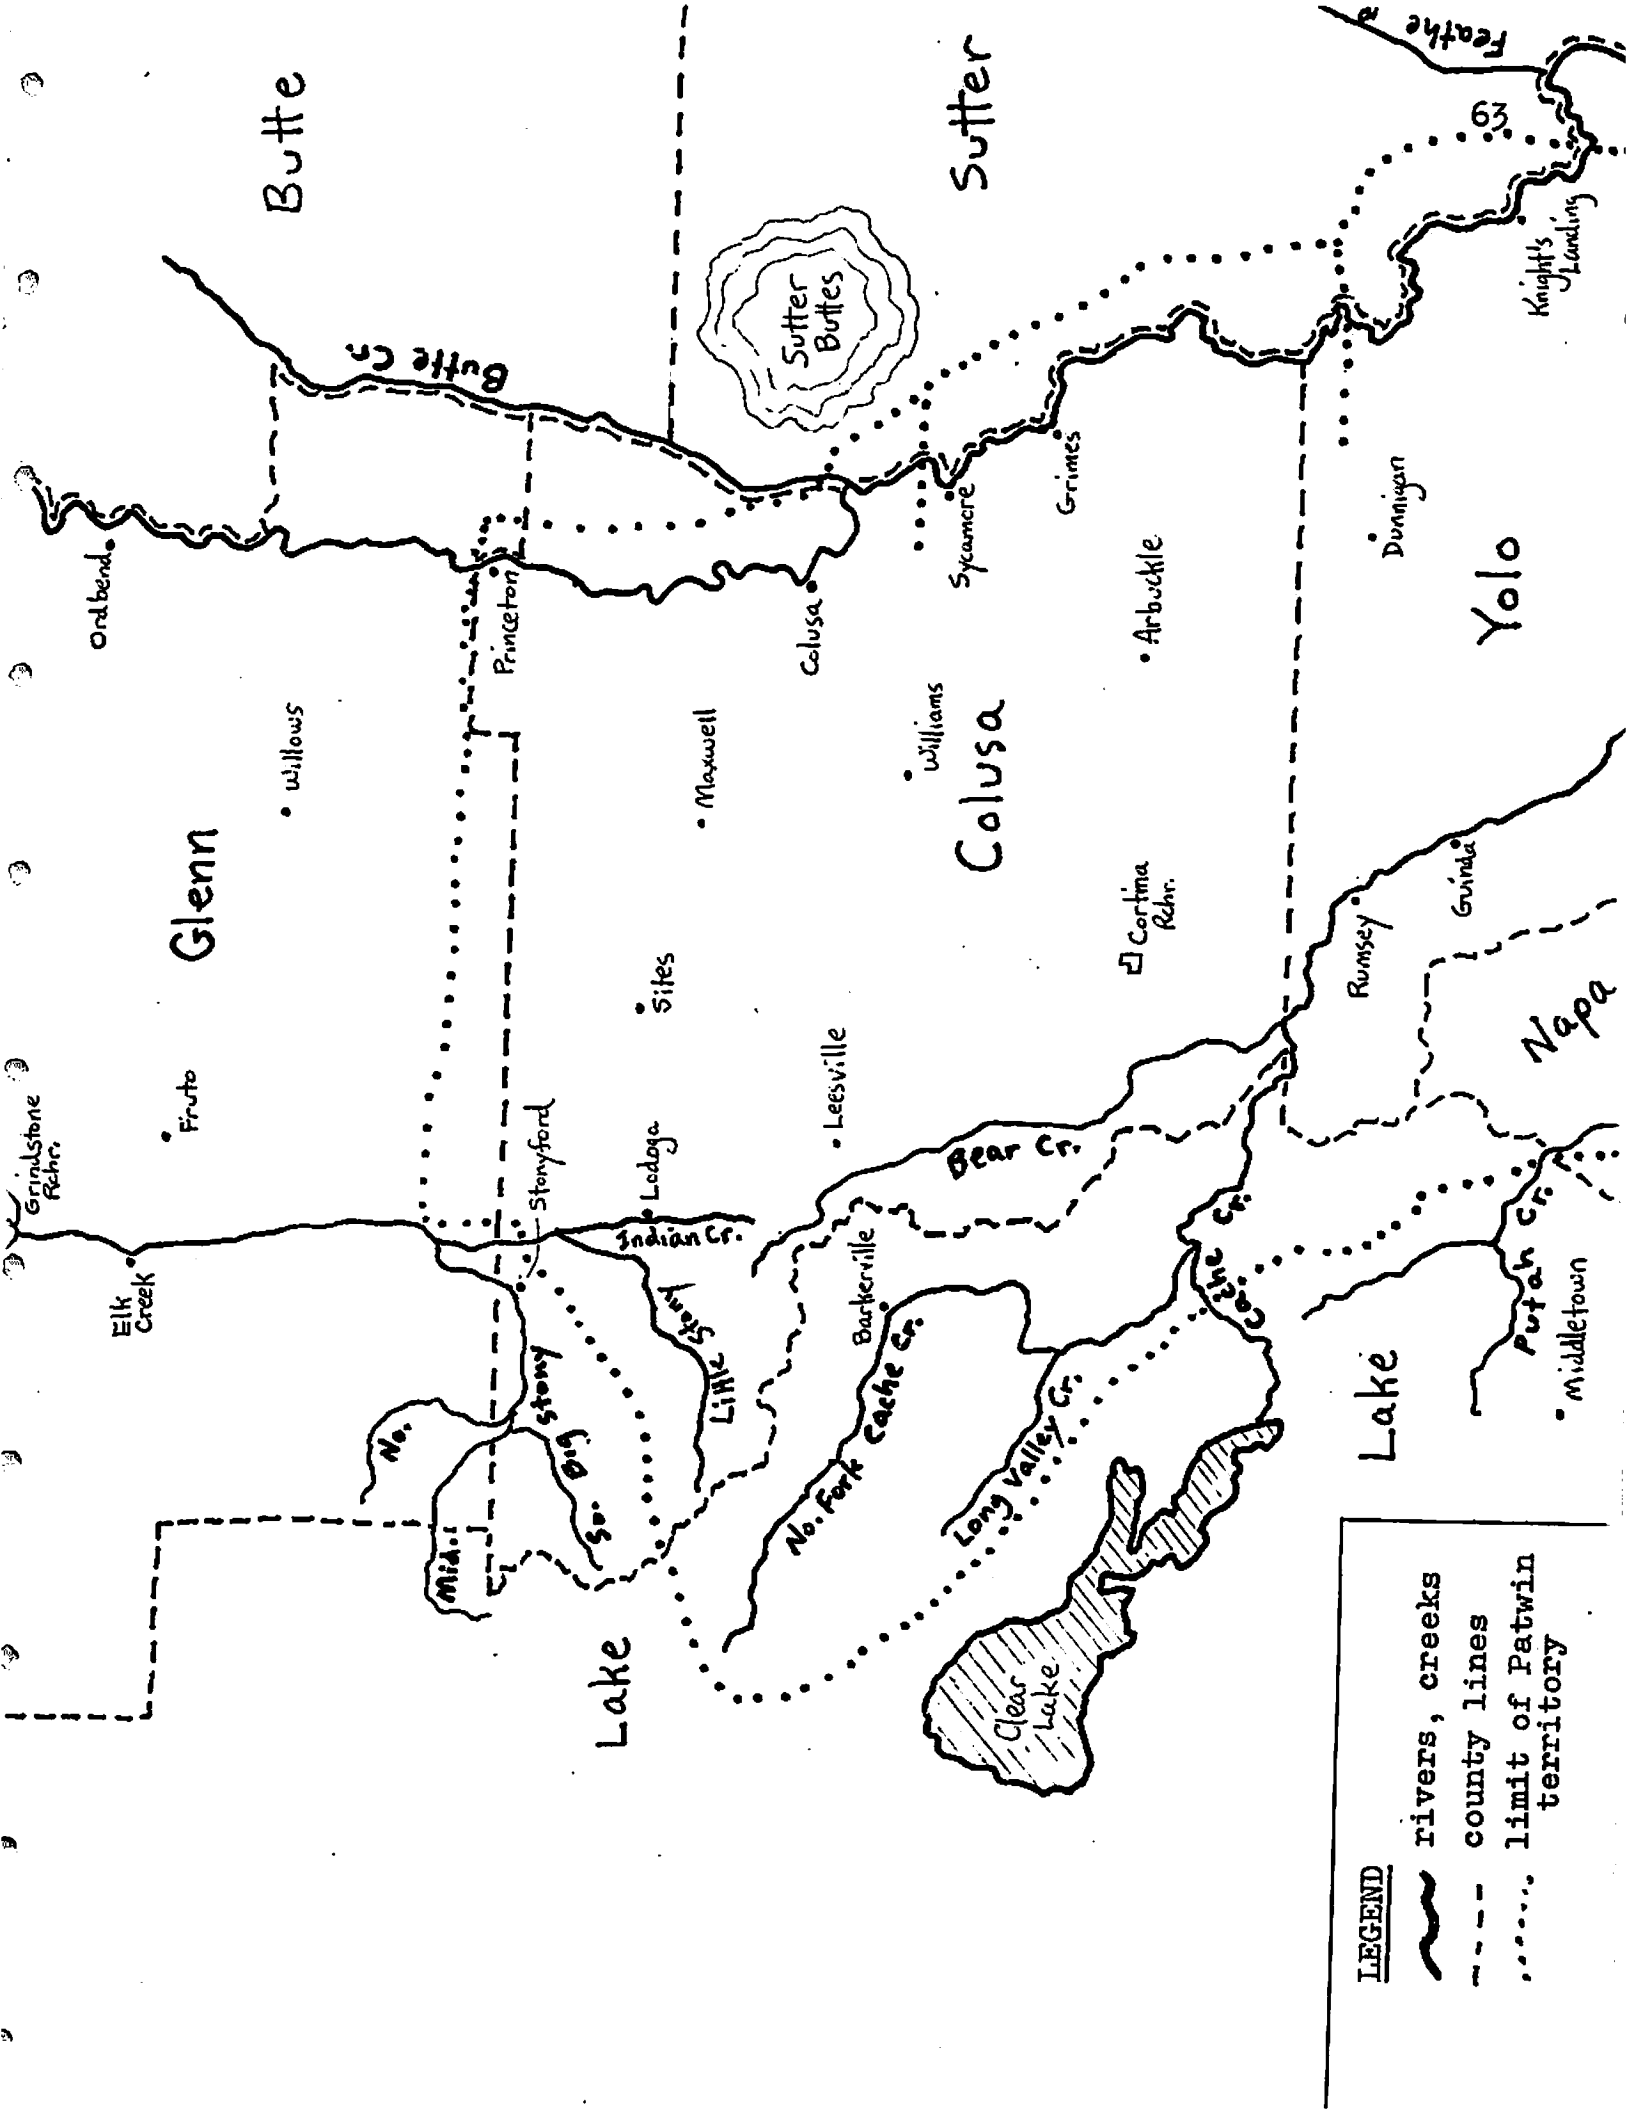 Grindstone
Rchr.
Elk
Creek
Fruto
Glenn
Willows
Ordbend
Butte
Butte Cr.
No.
Mid.
Big
Stony
So.
Stonyford
Princeton
Lake
Little Stony
Indian Cr.
Lodoga
Sites
Maxwell
Colusa
Sutter
Buttes
Sutter
Leesville
Barkerville
No. Fork Cache Cr.
Bear Cr.
Williams
Colusa
Sycamore
Grimes
Clear
Lake
Long Valley Cr.
Cache Cr.
Cortina
Rchr.
Arbuckle
Lake
Rumsey
Dunnigan
Guinda
Yolo
Knight's
Landing
63
Feathe
R
Putah Cr.
Middletown
Napa
LEGEND
rivers, creeks
county lines
limit of Patwin
territory